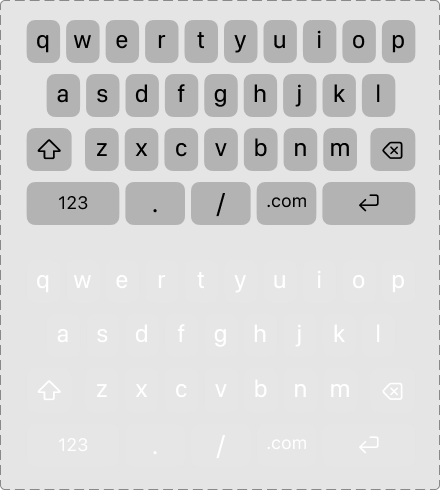 q w e r t y u i o p
a s d f g h j k l
z x c v b n m
123 . / .com
q w e r t y u i o p
a s d f g h j k l
z x c v b n m
123 . / .com